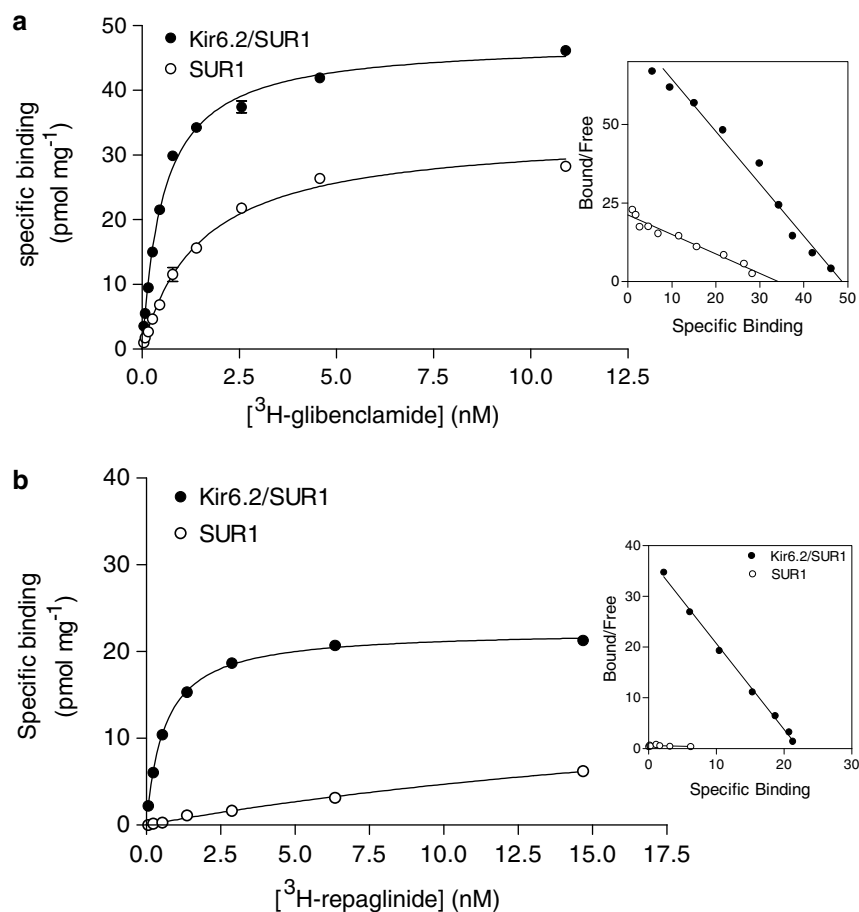 a
Kir6.2/SUR1
SUR1
specific binding
(pmol mg-1)
50
40
30
20
10
0
0.0 2.5 5.0 7.5 10.0 12.5
[3H-glibenclamide] (nM)
Bound/Free
50
25
0
0 10 20 30 40 50
Specific Binding
b
Kir6.2/SUR1
SUR1
Specific binding
(pmol mg-1)
40
30
20
10
0
0.0 2.5 5.0 7.5 10.0 12.5 15.0 17.5
[3H-repaglinide] (nM)
Kir6.2/SUR1
SUR1
Bound/Free
40
30
20
10
0
0 10 20 30
Specific Binding